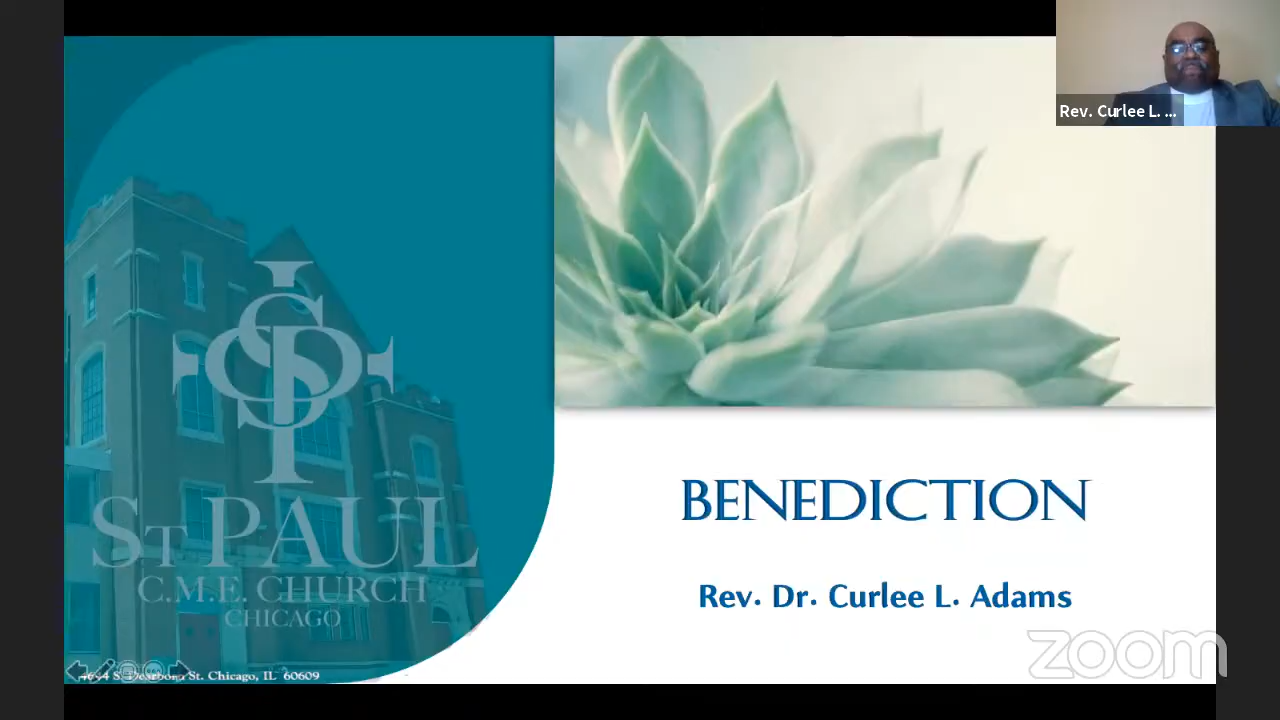 Rev. Curlee L. ...
ST PAUL
C.M.E. CHURCH
CHICAGO
St. Chicago, IL 60609
BENEDICTION
Rev. Dr. Curlee L. Adams
zoom